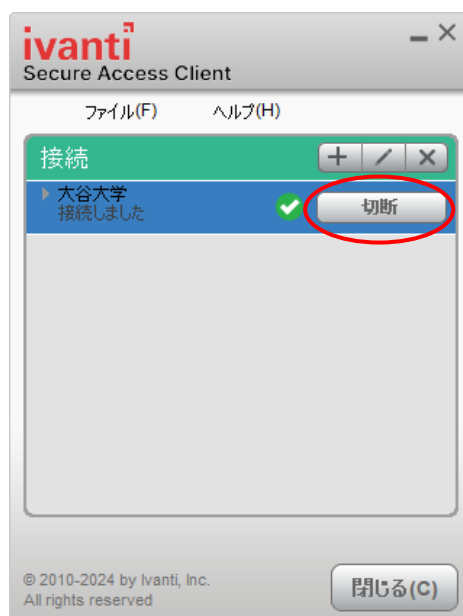 ivanti
Secure Access Client
ファイル(F) ヘルプ(H)
接続
大谷大学
接続しました
切断
© 2010-2024 by Ivanti, Inc.
All rights reserved
閉じる(C)